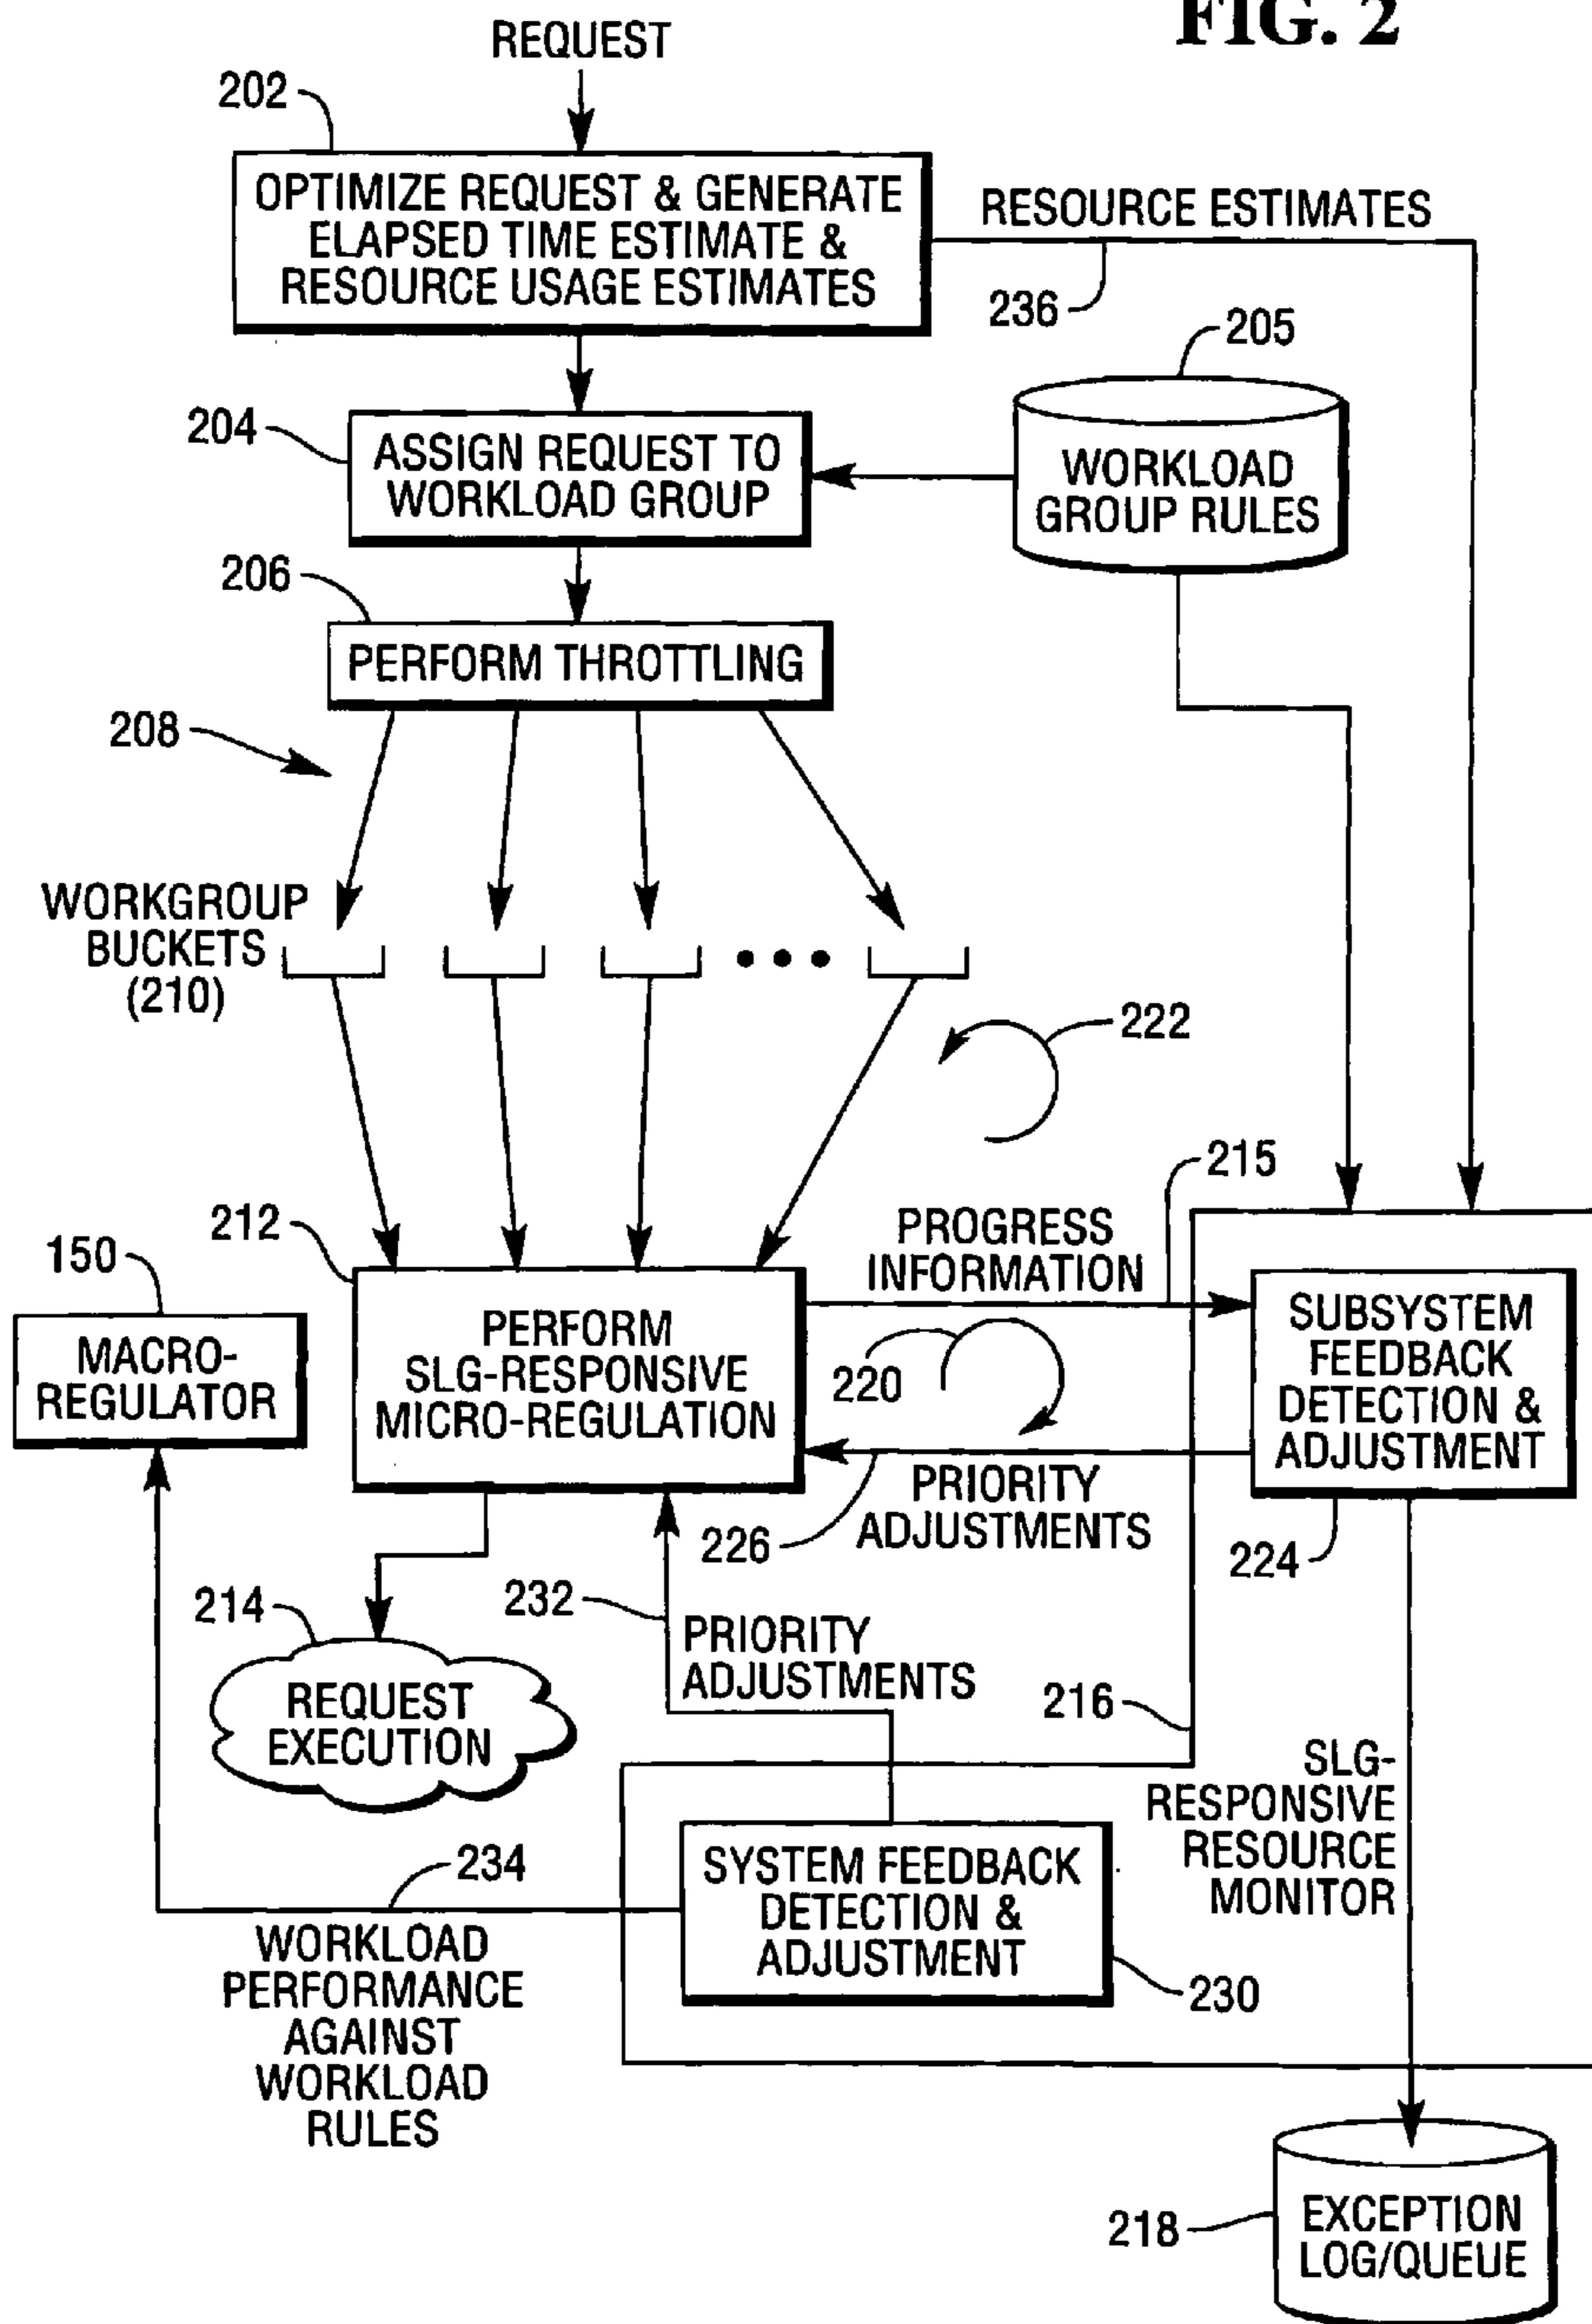 FIG. 2
REQUEST
202
OPTIMIZE REQUEST & GENERATE
ELAPSED TIME ESTIMATE &
RESOURCE USAGE ESTIMATES
RESOURCE ESTIMATES
236
205
204
ASSIGN REQUEST TO
WORKLOAD GROUP
WORKLOAD
GROUP RULES
206
PERFORM THROTTLING
208
WORKGROUP
BUCKETS
(210)
222
215
212
PROGRESS
INFORMATION
150
MACRO-
REGULATOR
PERFORM
SLG-RESPONSIVE
MICRO-REGULATION
220
SUBSYSTEM
FEEDBACK
DETECTION &
ADJUSTMENT
PRIORITY
ADJUSTMENTS
226
224
214
232
REQUEST
EXECUTION
PRIORITY
ADJUSTMENTS
216
SLG-
RESPONSIVE
RESOURCE
MONITOR
234
SYSTEM FEEDBACK
DETECTION &
ADJUSTMENT
230
WORKLOAD
PERFORMANCE
AGAINST
WORKLOAD
RULES
218
EXCEPTION
LOG/QUEUE